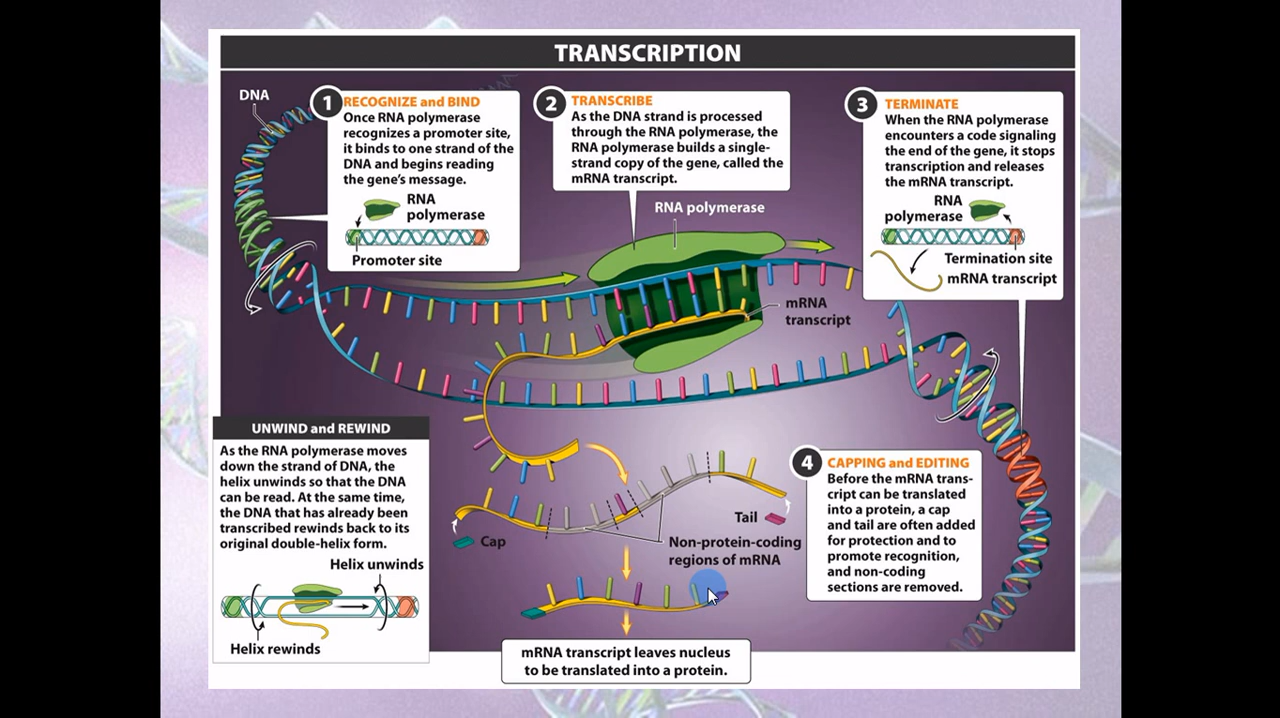 TRANSCRIPTION
DNA
1
RECOGNIZE and BIND
Once RNA polymerase
recognizes a promoter site,
it binds to one strand of the
DNA and begins reading
the gene's message.
RNA
polymerase
Promoter site
2
TRANSCRIBE
As the DNA strand is processed
through the RNA polymerase, the
RNA polymerase builds a single-
strand copy of the gene, called the
mRNA transcript.
RNA polymerase
mRNA
transcript
3
TERMINATE
When the RNA polymerase
encounters a code signaling
the end of the gene, it stops
transcription and releases
the mRNA transcript.
RNA
polymerase
Termination site
mRNA transcript
UNWIND and REWIND
As the RNA polymerase moves
down the strand of DNA, the
helix unwinds so that the DNA
can be read. At the same time,
the DNA that has already been
transcribed rewinds back to its
original double-helix form.
Helix unwinds
Helix rewinds
Cap
Tail
Non-protein-coding
regions of mRNA
4
CAPPING and EDITING
Before the mRNA trans-
cript can be translated
into a protein, a cap
and tail are often added
for protection and to
promote recognition,
and non-coding
sections are removed.
mRNA transcript leaves nucleus
to be translated into a protein.